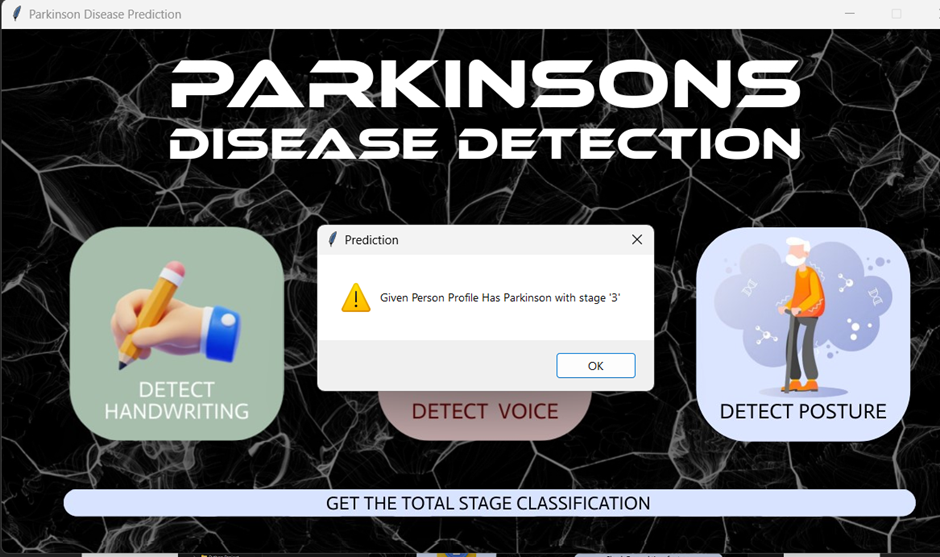 Parkinson Disease Prediction
PARKINSONS
DISEASE DETECTION
Prediction
Given Person Profile Has Parkinson with stage '3'
OK
DETECT
HANDWRITING
DETECT VOICE
DETECT POSTURE
GET THE TOTAL STAGE CLASSIFICATION